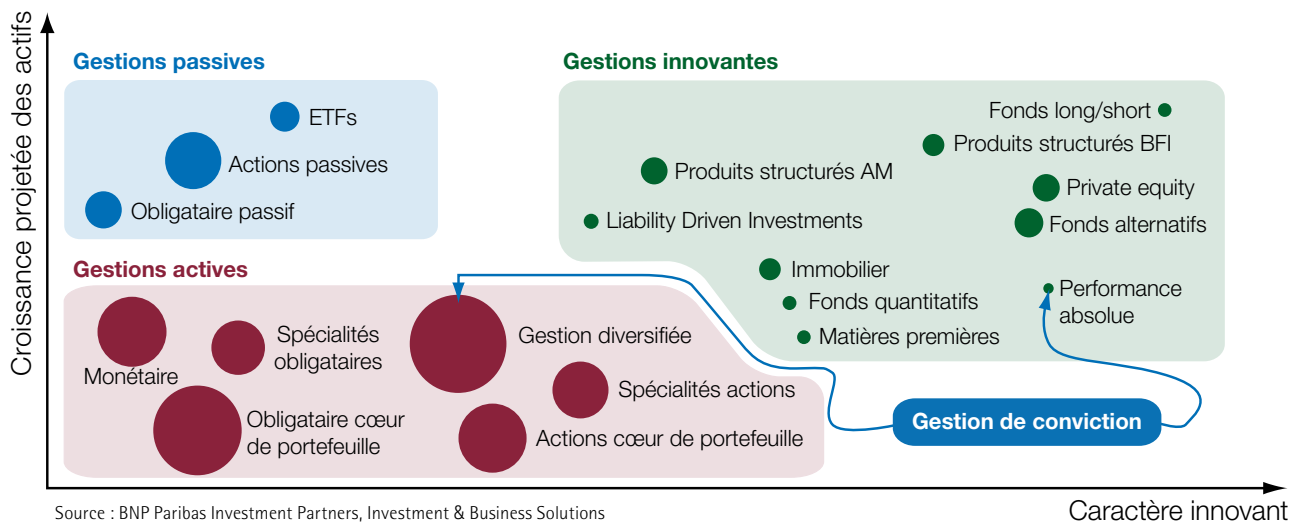 Croissance projetée des actifs
Gestions passives
ETFs
Actions passives
Obligataire passif
Gestions innovantes
Fonds long/short
Produits structurés BFI
Produits structurés AM
Private equity
Liability Driven Investments
Fonds alternatifs
Immobilier
Fonds quantitatifs
Performance
absolue
Matières premières
Gestions actives
Spécialités
obligataires
Gestion diversifiée
Monétaire
Spécialités actions
Obligataire cœur
de portefeuille
Actions cœur de portefeuille
Gestion de conviction
Source : BNP Paribas Investment Partners, Investment & Business Solutions
Caractère innovant